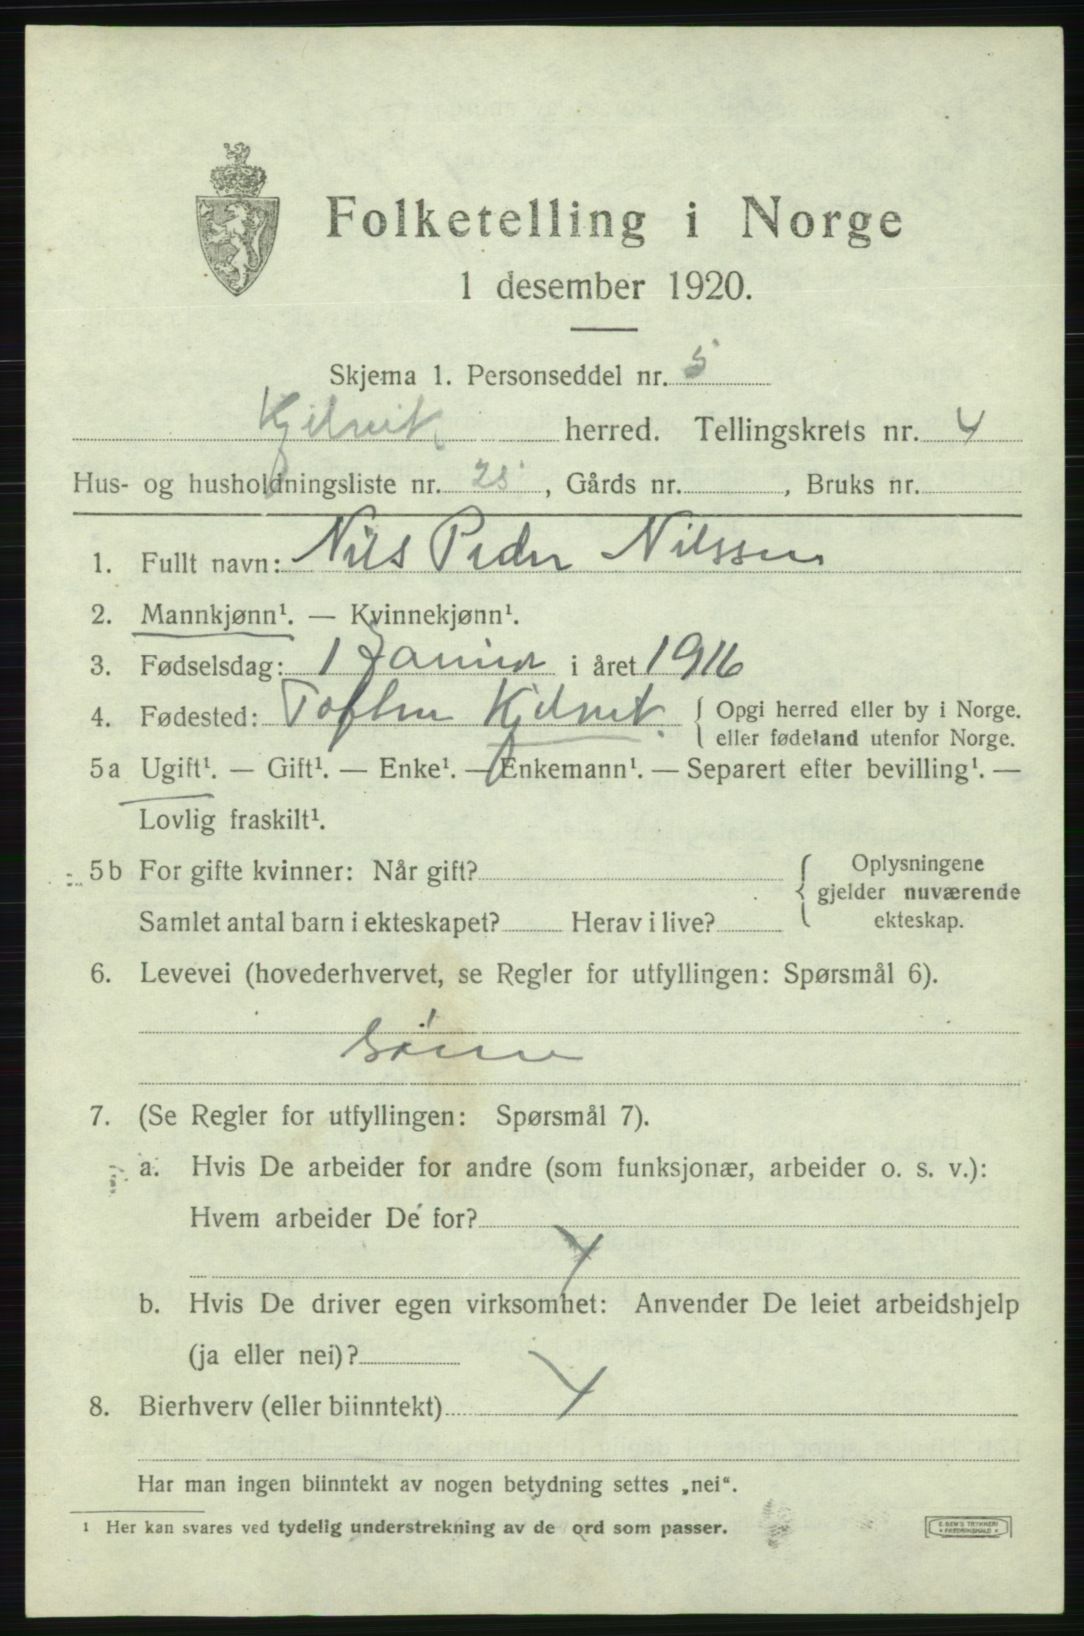 Folketelling i Norge
1 desember 1920.
Skjema 1. Personseddel nr. 5
Kjelvik herred. Tellingskrets nr. 4
Hus- og husholdningsliste nr. 25, Gårds nr. , Bruks nr.
1. Fullt navn: Nils Peder Nilssen
2. Mannkjønn¹. — Kvinnekjønn¹.
3. Fødselsdag: 1 Januar i året 1916
4. Fødested: Kjelvik { Opgi herred eller by i Norge.
eller fødeland utenfor Norge.
5a Ugift¹. — Gift¹. — Enke¹. — Enkemann¹. — Separert efter bevilling¹. —
Lovlig fraskilt¹.
5b For gifte kvinner: Når gift? { Oplysningene
gjelder nuværende
Samlet antal barn i ekteskapet? Herav i live? ekteskap.
6. Levevei (hovederhvervet, se Regler for utfyllingen: Spørsmål 6).
7. (Se Regler for utfyllingen: Spørsmål 7).
a. Hvis De arbeider for andre (som funksjonær, arbeider o. s. v.):
Hvem arbeider De for?
b. Hvis De driver egen virksomhet: Anvender De leiet arbeidshjelp
(ja eller nei)?
8. Bierhverv (eller biinntekt)
Har man ingen biinntekt av nogen betydning settes „nei".
¹ Her kan svares ved tydelig understrekning av de ord som passer.
E. SEM'S TRYKKERI
• FREDRIKSHALD •